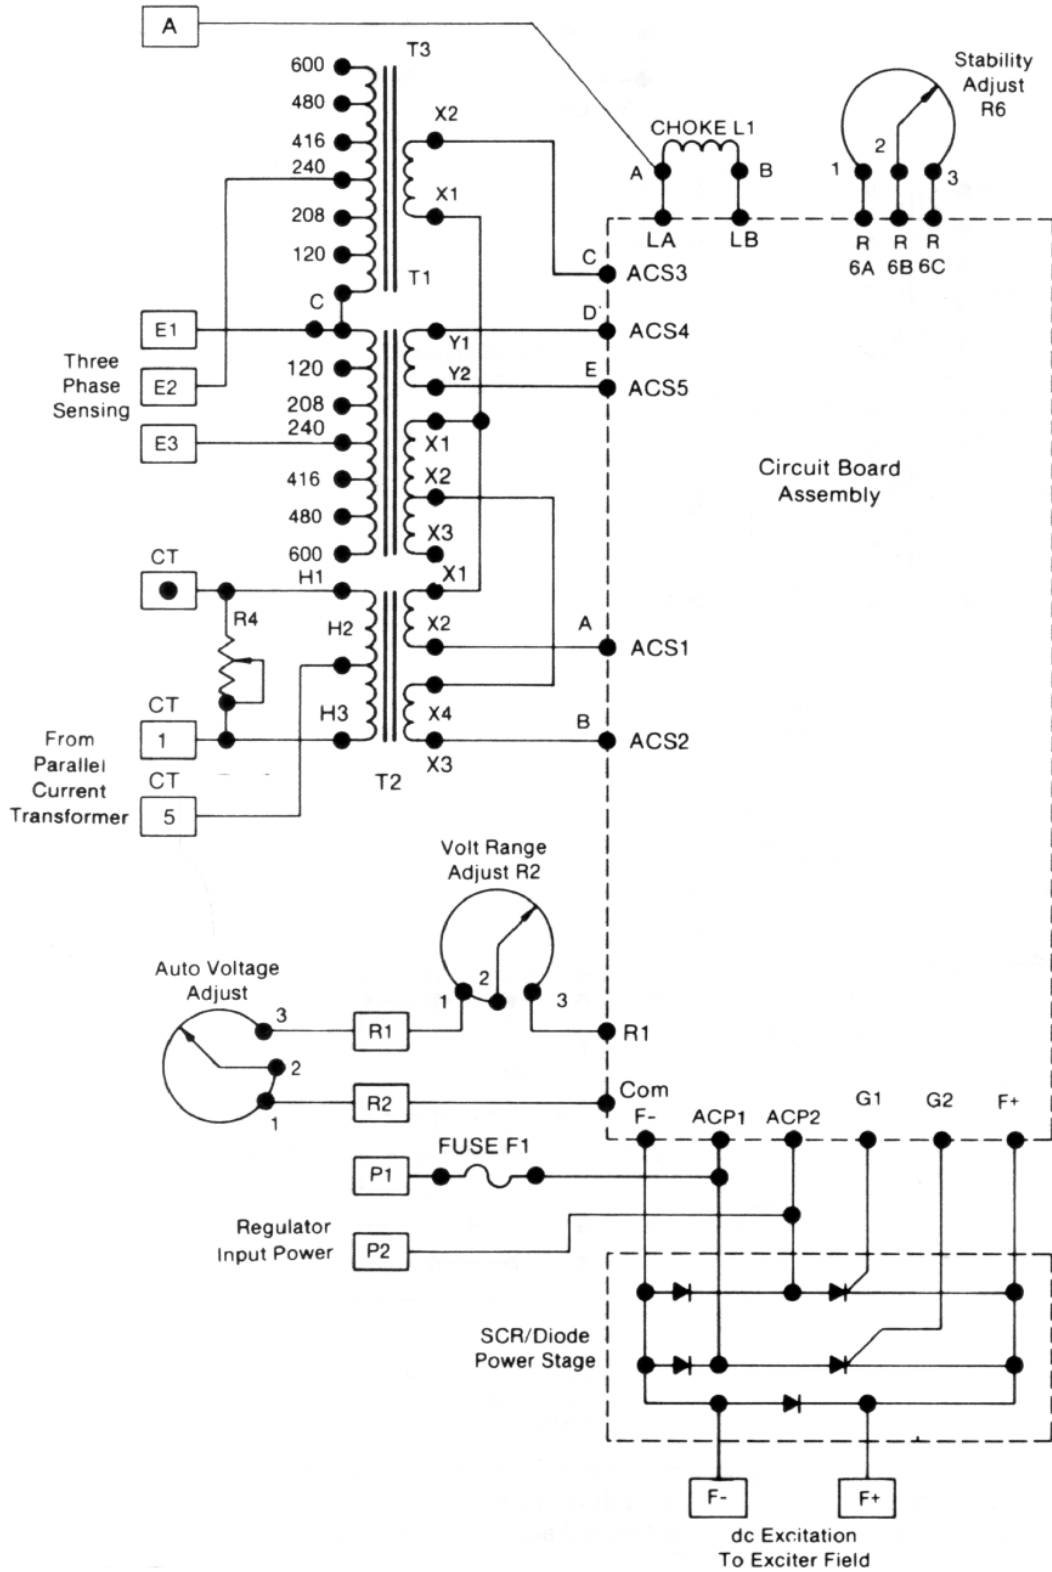 A
T3
600
480
416
240
208
120
X2
X1
T1
C
CHOKE L1
A
B
LA
LB
Stability
Adjust
R6
1
2
3
R
6A
R
6B
R
6C
C
ACS3
D
ACS4
E
ACS5
Three
Phase
Sensing
E1
E2
E3
120
208
240
416
480
600
Y1
Y2
X1
X2
X3
Circuit Board
Assembly
CT
H1
X1
R4
H2
X2
A
ACS1
CT
1
H3
X4
B
ACS2
X3
T2
From
Parallel
Current
Transformer
CT
5
Volt Range
Adjust R2
1
2
3
Auto Voltage
Adjust
3
2
1
R1
R2
R1
Com
F-
ACP1
ACP2
G1
G2
F+
P1
FUSE F1
Regulator
Input Power
P2
SCR/Diode
Power Stage
F-
F+
dc Excitation
To Exciter Field